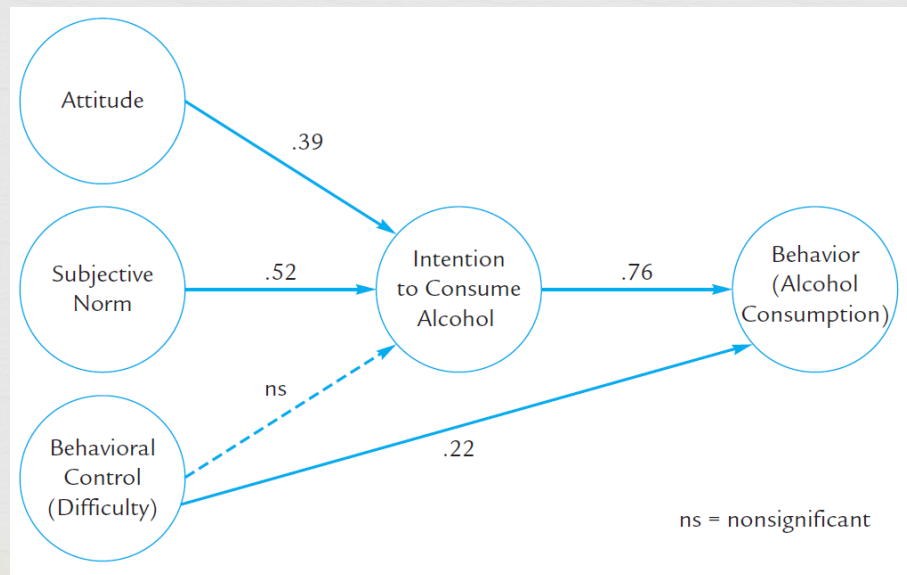 Attitude
.39
Subjective
Norm
.52
Intention
to Consume
Alcohol
.76
Behavior
(Alcohol
Consumption)
ns
Behavioral
Control
(Difficulty)
.22
ns = nonsignificant